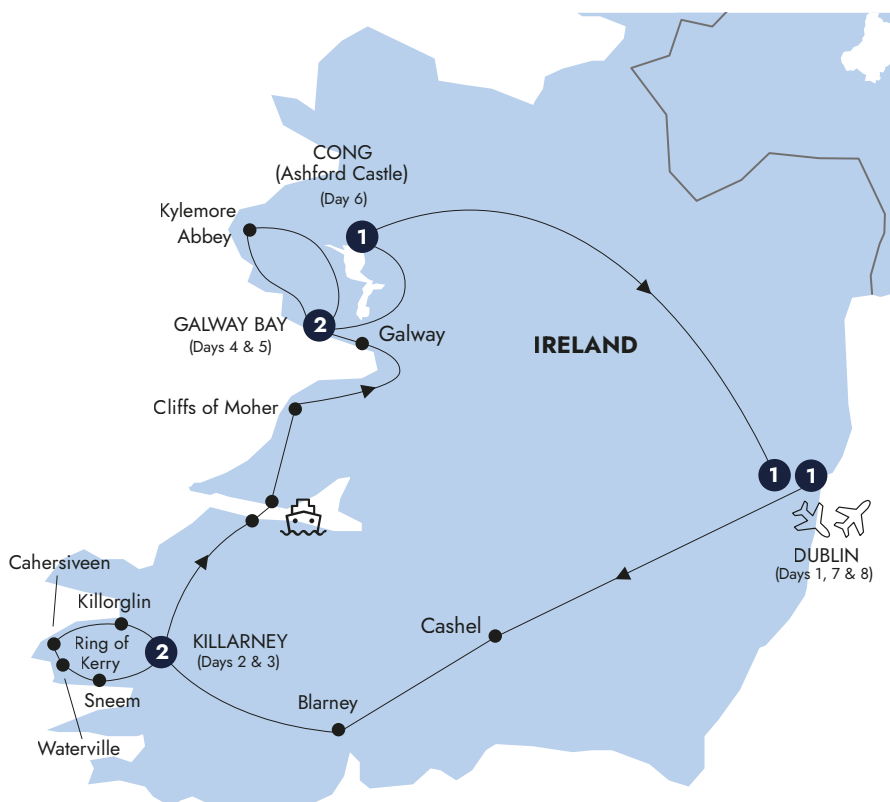 CONG
(Ashford Castle)
(Day 6)
1
Kylemore
Abbey
GALWAY BAY
(Days 4 & 5)
2
Galway
IRELAND
Cliffs of Moher
1
1
DUBLIN
(Days 1, 7 & 8)
Cahersiveen
Killorglin
Ring of
Kerry
2
KILLARNEY
(Days 2 & 3)
Cashel
Sneem
Blarney
Waterville